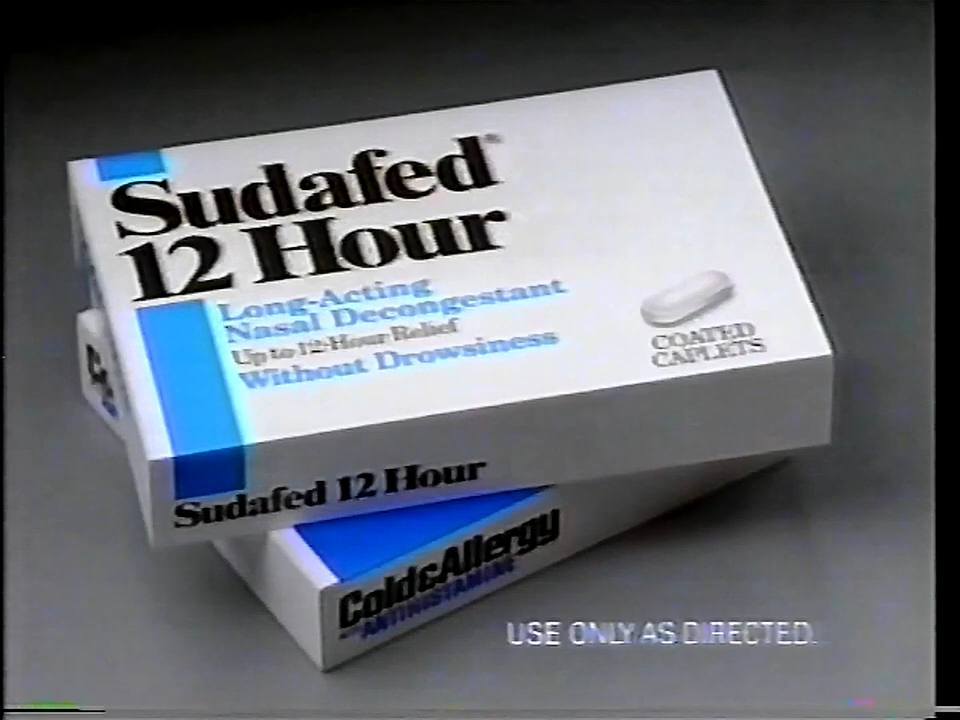 Sudafed®
12 Hour
Long-Acting
Nasal Decongestant
Up to 12-Hour Relief
Without Drowsiness
COATED
CAPLETS
Sudafed 12 Hour
Cold&Allergy
ANTIHISTAMINE
USE ONLY AS DIRECTED.